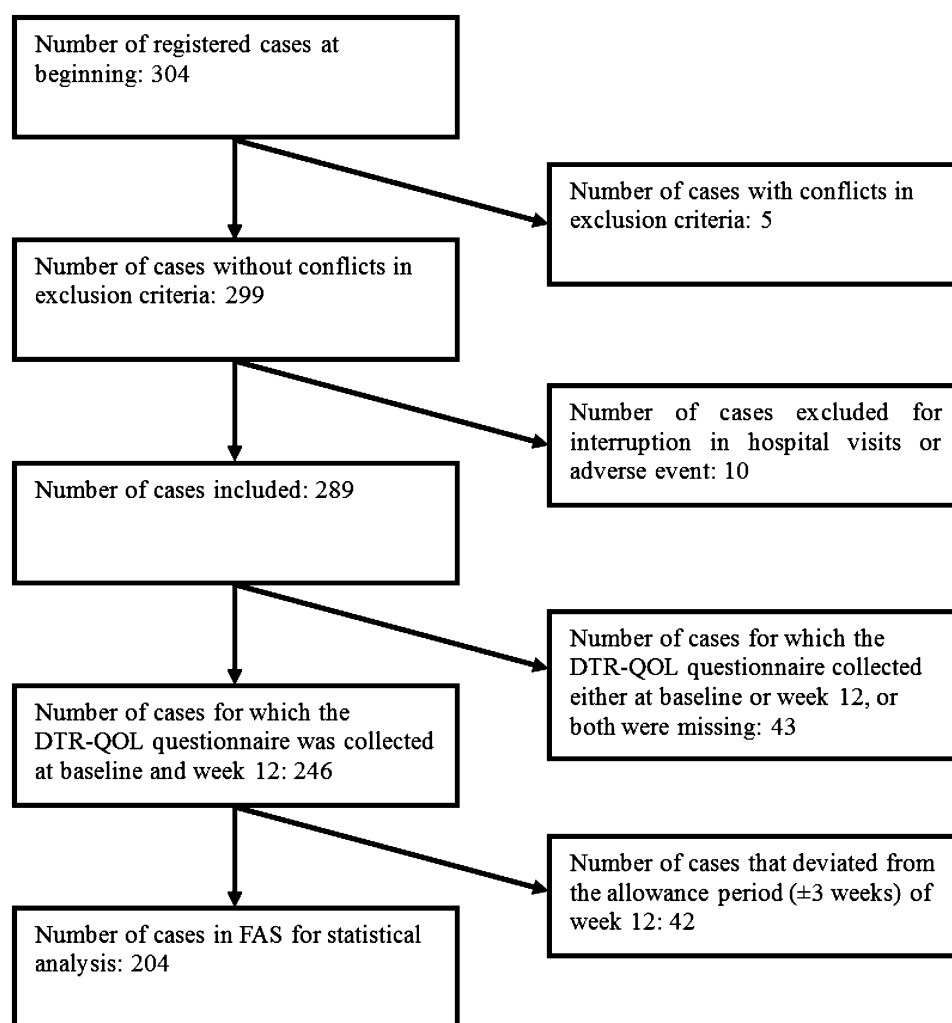 Number of registered cases at
beginning: 304
Number of cases with conflicts in
exclusion criteria: 5
Number of cases without conflicts in
exclusion criteria: 299
Number of cases excluded for
interruption in hospital visits or
adverse event: 10
Number of cases included: 289
Number of cases for which the
DTR-QOL questionnaire collected
either at baseline or week 12, or
both were missing: 43
Number of cases for which the
DTR-QOL questionnaire was collected
at baseline and week 12: 246
Number of cases that deviated from
the allowance period (±3 weeks) of
week 12: 42
Number of cases in FAS for statistical
analysis: 204